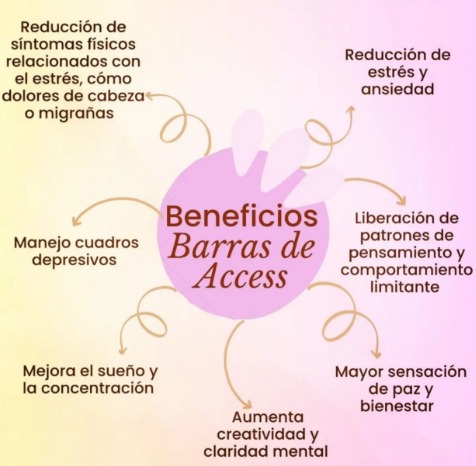 Reducción de
síntomas físicos
relacionados con
el estrés, cómo
dolores de cabeza
o migrañas
Reducción de
estrés y
ansiedad
Beneficios
Barras de
Access
Manejo cuadros
depresivos
Liberación de
patrones de
pensamiento y
comportamiento
limitante
Mejora el sueño y
la concentración
Mayor sensación
de paz y
bienestar
Aumenta
creatividad y
claridad mental